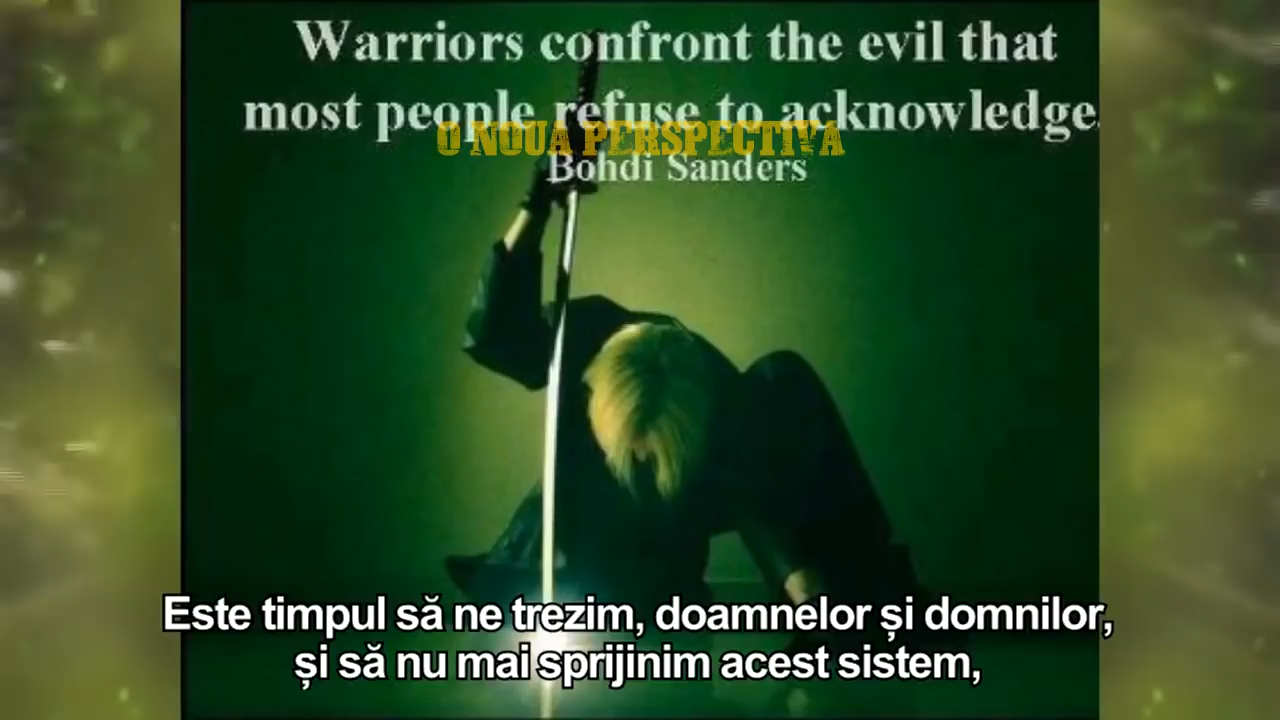 Warriors confront the evil that
most people refuse to acknowledge.
O NOUA PERSPECTIVA
Bohdi Sanders
Este timpul să ne trezim, doamnelor și domnilor,
și să nu mai sprijinim acest sistem,